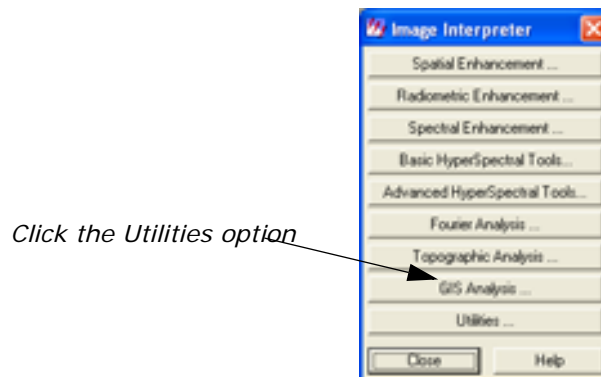 Image Interpreter
Spatial Enhancement ...
Radiometric Enhancement ...
Spectral Enhancement ...
Basic HyperSpectral Tools...
Advanced HyperSpectral Tools...
Fourier Analysis ...
Click the Utilities option
Topographic Analysis ...
GIS Analysis ...
Utilities ...
Close Help